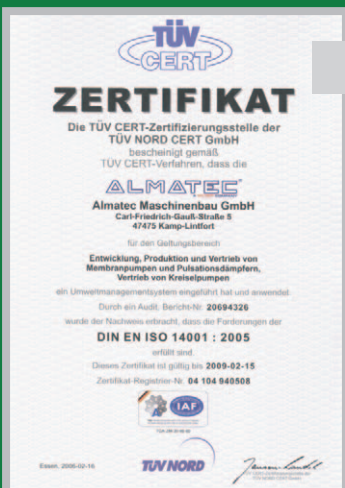 TÜV
CERT
ZERTIFIKAT
Die TÜV CERT-Zertifizierungsstelle der
TÜV NORD CERT GmbH
bescheinigt gemäß
TÜV CERT-Verfahren, dass die
ALMATEC
Almatec Maschinenbau GmbH
Carl-Friedrich-Gauß-Straße 5
47475 Kamp-Lintfort
für den Geltungsbereich
Entwicklung, Produktion und Vertrieb von
Membranpumpen und Pulsationsdämpfern,
Vertrieb von Kreiselpumpen
ein Umweltmanagementsystem eingeführt hat und anwendet
Durch ein Audit, Bericht-Nr. 20694326
wurde der Nachweis erbracht, dass die Forderungen der
DIN EN ISO 14001 : 2005
erfüllt sind.
Dieses Zertifikat ist gültig bis 2009-02-15
Zertifikat-Registrier-Nr. 04 104 940508
IAF
Essen, 2006-02-16
TÜV NORD